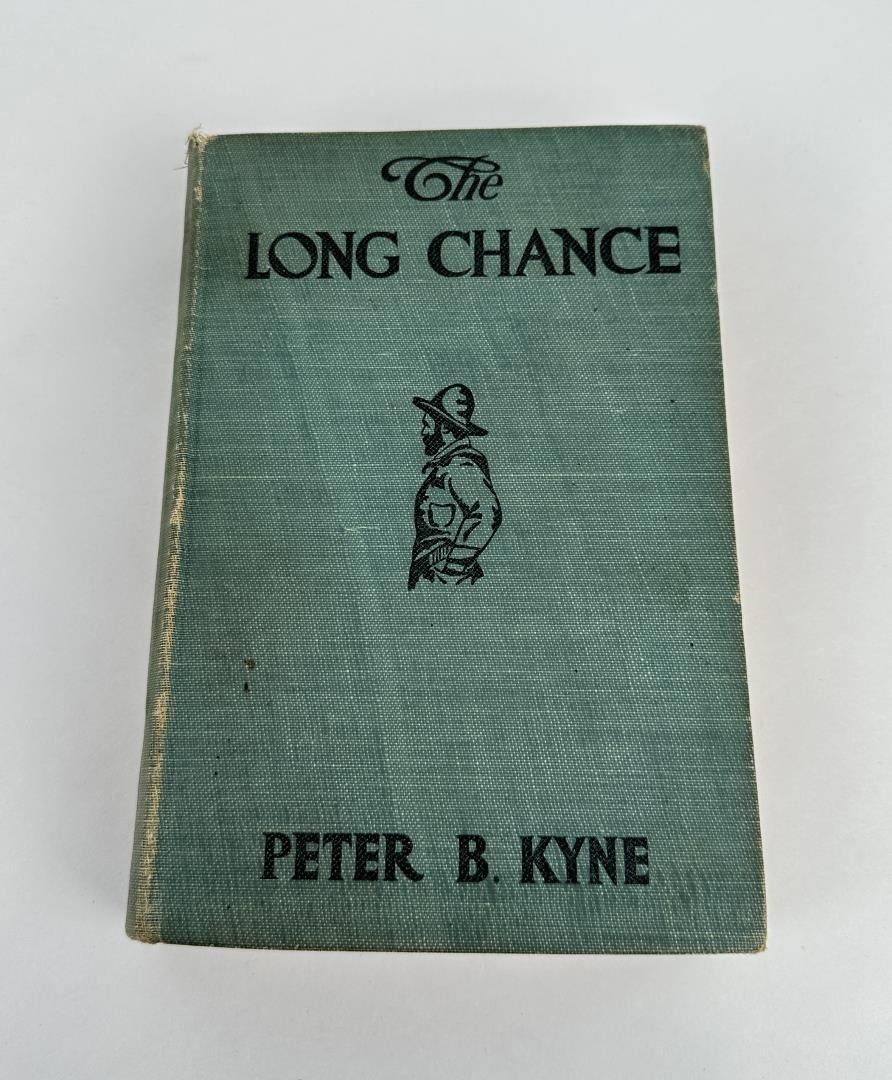 The
LONG CHANCE
PETER B. KYNE